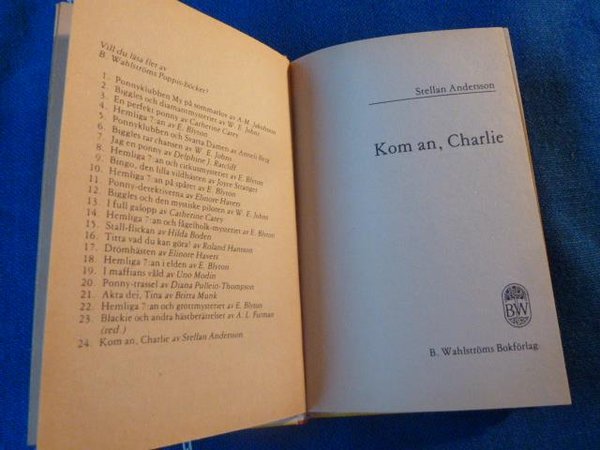 Vill du läsa fler av
B. Wahlströms Poppis-böcker?
1. Ponnyklubben My på sommarlov av A-M. Jakobsson
2. Biggles och diamantmysteriet av W. E. Johns
3. En perfekt ponny av Catherine Carey
4. Hemliga 7:an av E. Blyton
5. Ponnyklubben och Svarta Damen av Anneli Berg
6. Biggles tar chansen av W. E. Johns
7. Jag en ponny av Delphine J. Ratcliff
8. Hemliga 7:an och cirkusmysteriet av E. Blyton
9. Bingo, den lilla vildhästen av Joyce Stranger
10. Hemliga 7:an på spåret av E. Blyton
11. Ponny-detektiverna av Elinore Havers
12. Biggles och den mystiske piloten av W. E. Johns
13. I full galopp av Catherine Carey
14. Hemliga 7:an och fågelholk-mysteriet av E. Blyton
15. Stall-flickan av Hilda Boden
16. Titta vad du kan göra! av Roland Hansson
17. Drömhästen av Elinore Havers
18. Hemliga 7:an i elden av E. Blyton
19. I maffians våld av Uno Modin
20. Ponny-trassel av Diana Pullein-Thompson
21. Akta dej, Tina av Britta Munk
22. Hemliga 7:an och grottmysteriet av E. Blyton
23. Blackie och andra hästberättelser av A. L. Furman
(red.)
24. Kom an, Charlie av Stellan Andersson
Stellan Andersson
Kom an, Charlie
BW
B. Wahlströms Bokförlag